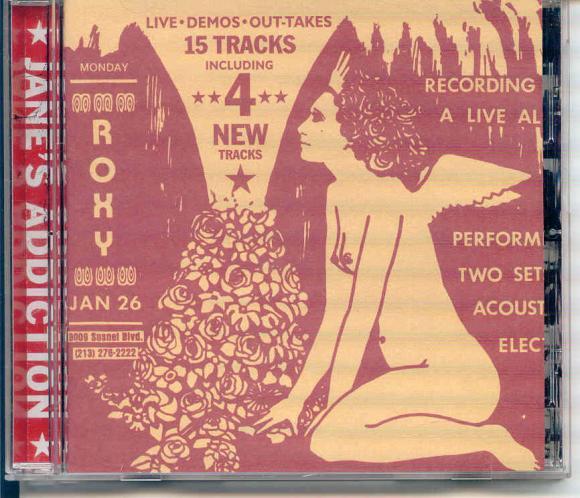 JANE'S ADDICTION
LIVE • DEMOS • OUT-TAKES
15 TRACKS
INCLUDING
★★4★★
NEW
TRACKS
MONDAY
ROXY
JAN 26
9009 Sunset Blvd.
(213) 276-2222
RECORDING
A LIVE AL
PERFORM
TWO SET
ACOUST
ELEC